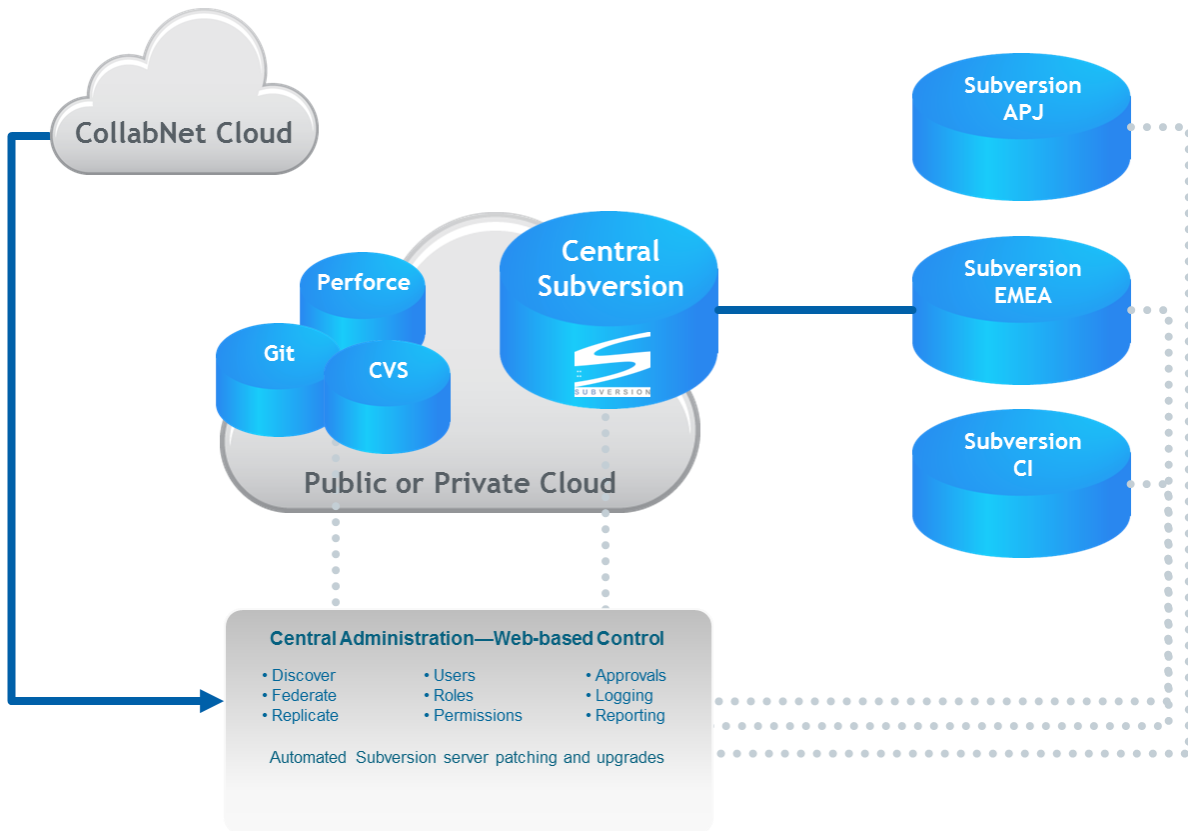 CollabNet Cloud
Subversion
APJ
Central
Subversion
SUBVERSION
Perforce
Git
CVS
Subversion
EMEA
Subversion
CI
Public or Private Cloud
Central Administration—Web-based Control
• Discover
• Federate
• Replicate
• Users
• Roles
• Permissions
• Approvals
• Logging
• Reporting
Automated Subversion server patching and upgrades